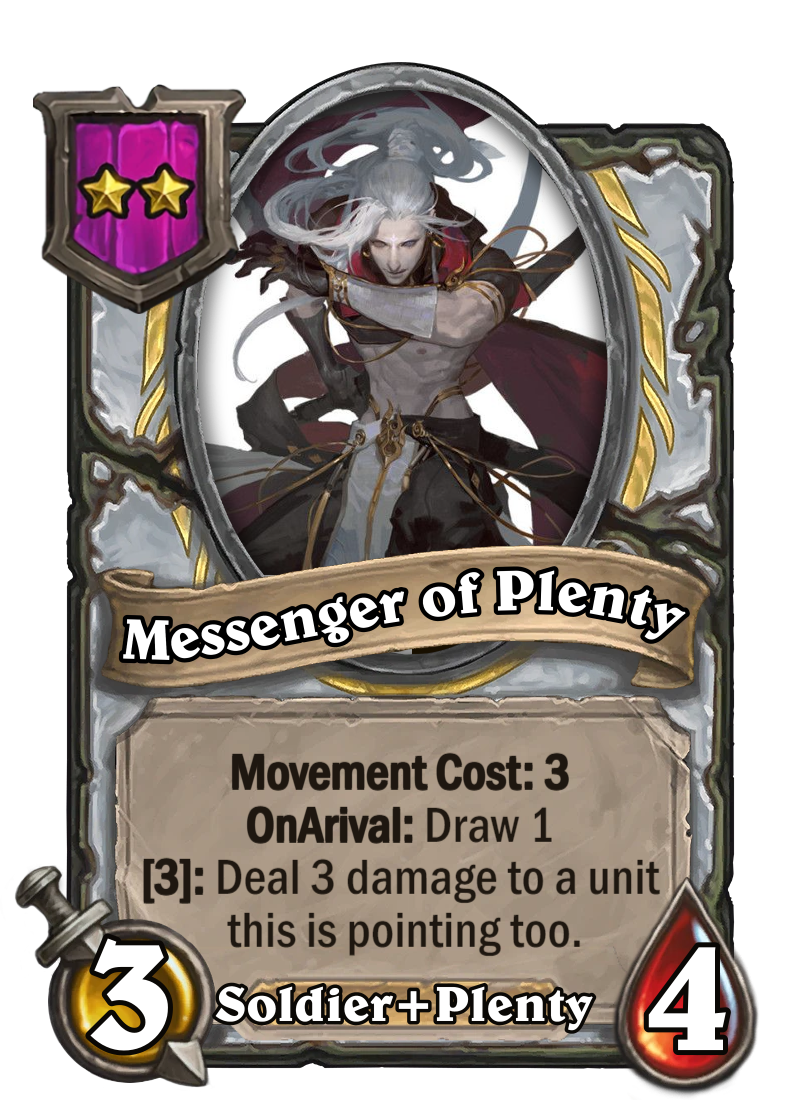 Messenger of Plenty
Movement Cost: 3
OnArival: Draw 1
[3]: Deal 3 damage to a unit
this is pointing too.
3
Soldier+Plenty
4